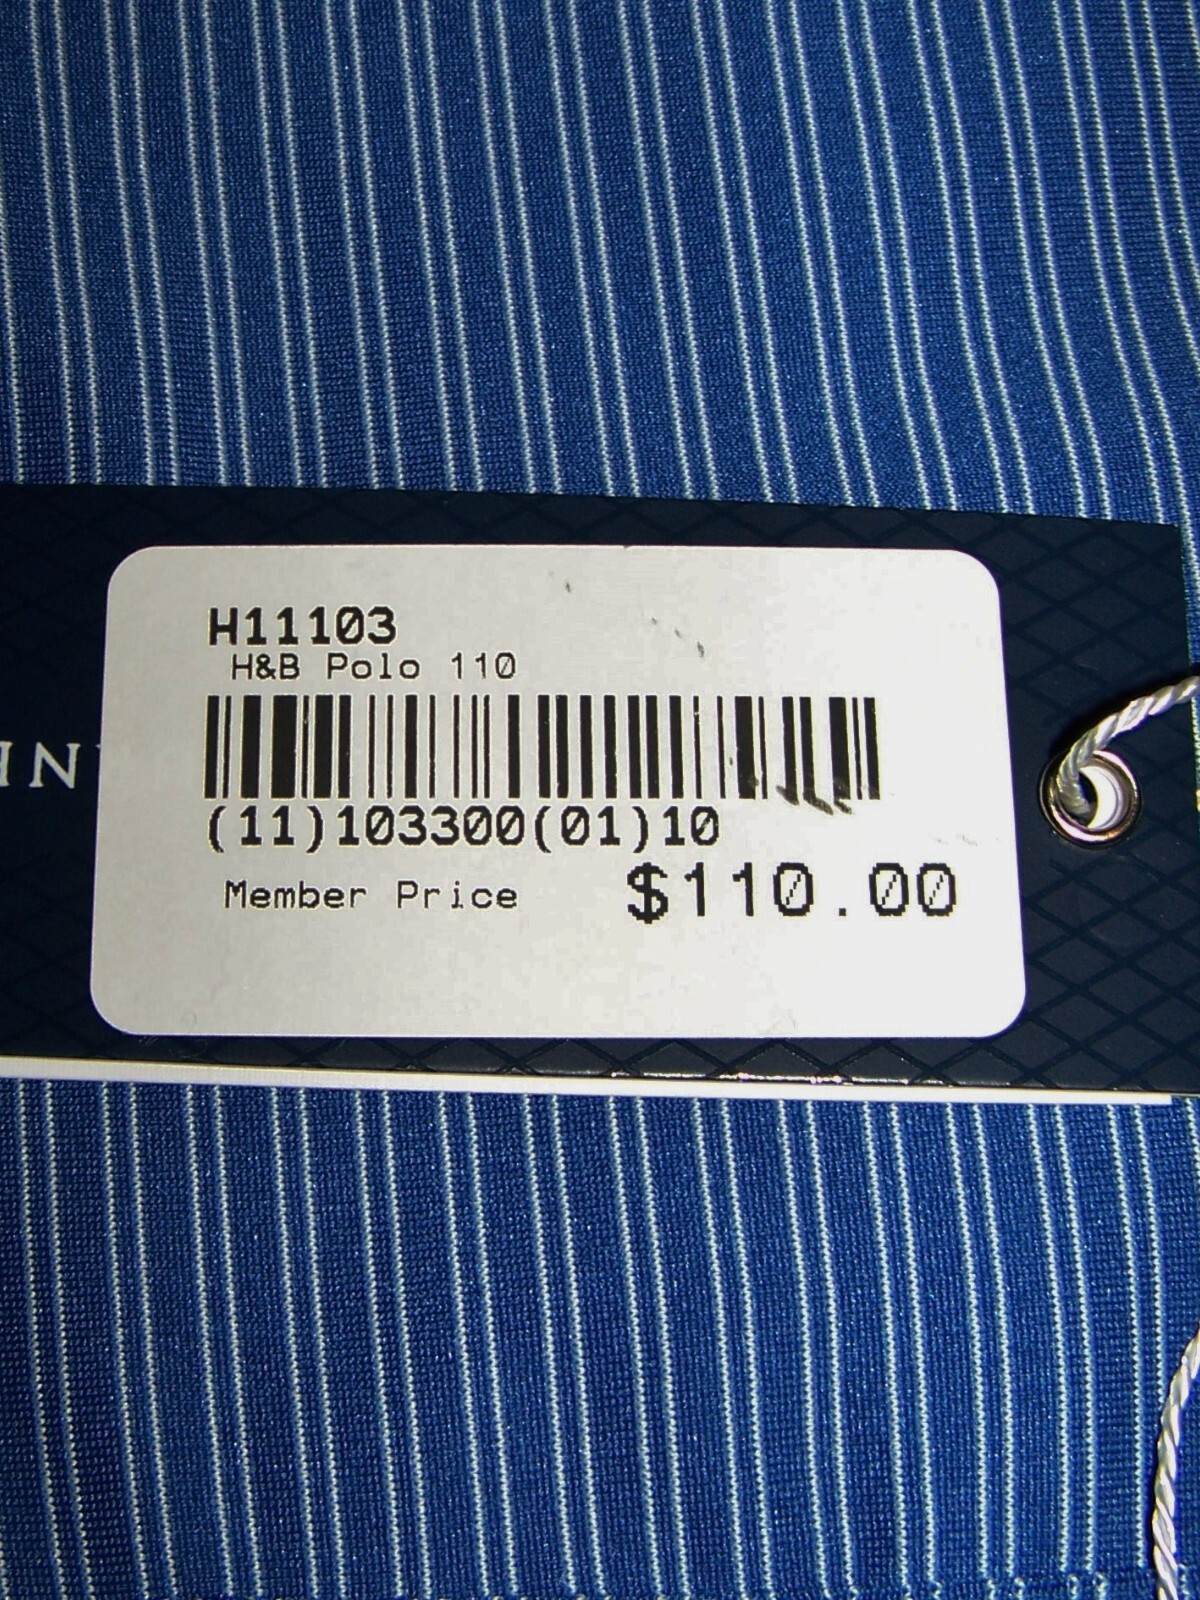 H11103
H&B Polo 110
(11)103300(01)10
Member Price $110.00